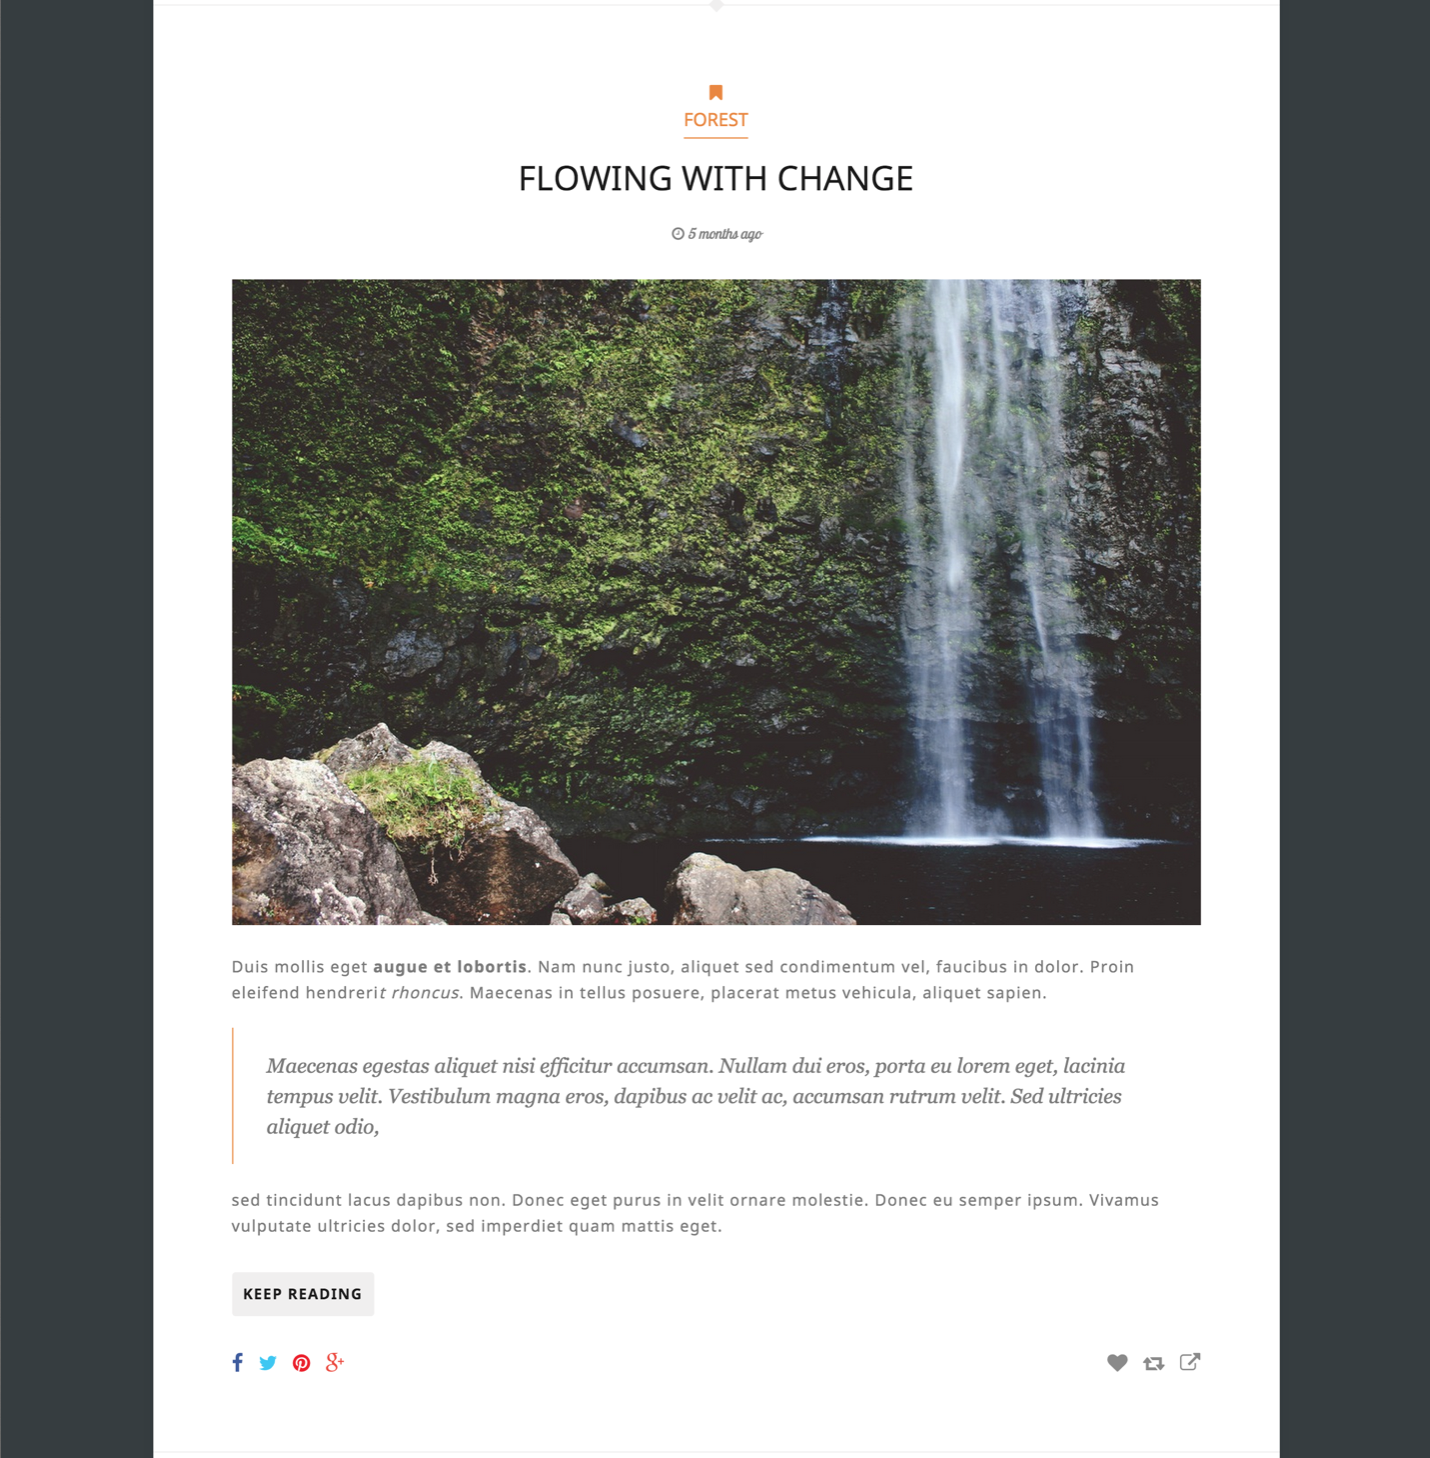 FOREST
FLOWING WITH CHANGE
5 months ago
Duis mollis eget augue et lobortis. Nam nunc justo, aliquet sed condimentum vel, faucibus in dolor. Proin
eleifend hendrerit rhoncus. Maecenas in tellus posuere, placerat metus vehicula, aliquet sapien.
Maecenas egestas aliquet nisi efficitur accumsan. Nullam dui eros, porta eu lorem eget, lacinia
tempus velit. Vestibulum magna eros, dapibus ac velit ac, accumsan rutrum velit. Sed ultricies
aliquet odio,
sed tincidunt lacus dapibus non. Donec eget purus in velit ornare molestie. Donec eu semper ipsum. Vivamus
vulputate ultricies dolor, sed imperdiet quam mattis eget.
KEEP READING